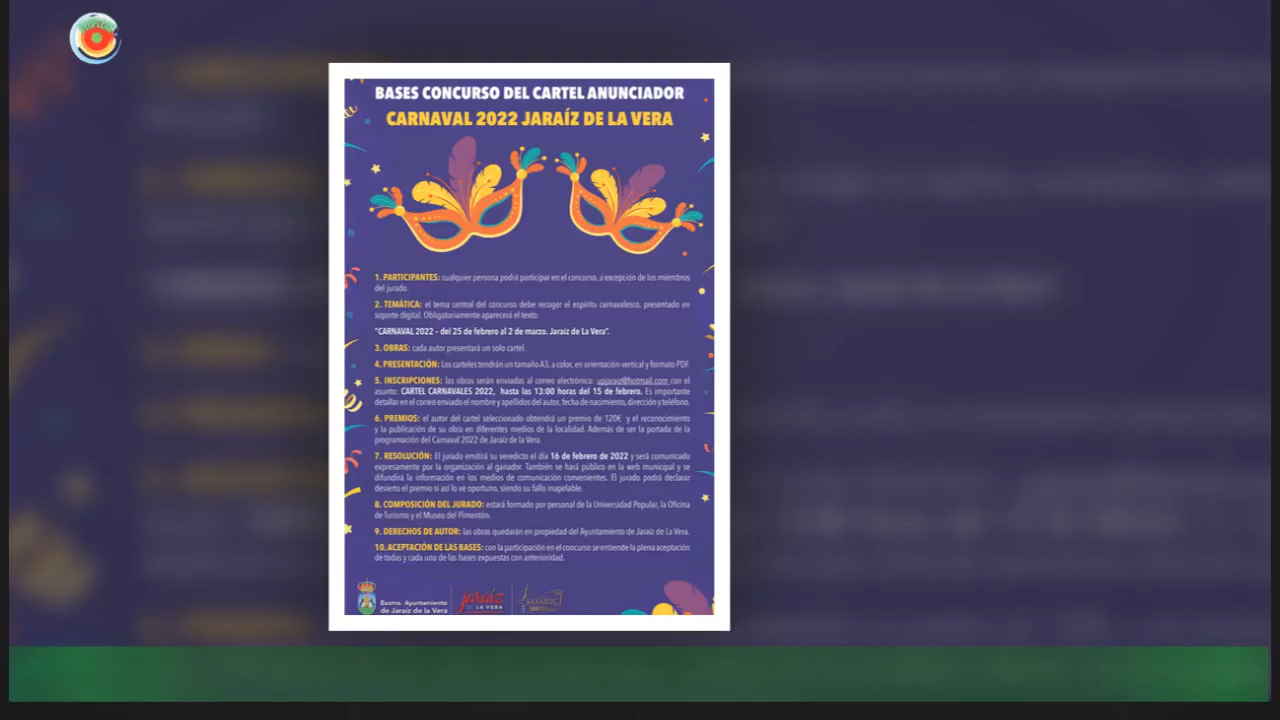 BASES CONCURSO DEL CARTEL ANUNCIADOR
CARNAVAL 2022 JARAÍZ DE LA VERA
1. PARTICIPANTES: cualquier persona podrá participar en el concurso, a excepción de los miembros
del jurado.
2. TEMÁTICA: el tema central del concurso debe recoger el espíritu carnavalesco, presentado en
soporte digital. Obligatoriamente aparecerá el texto:
"CARNAVAL 2022 - del 25 de febrero al 2 de marzo. Jaraíz de La Vera".
3. OBRAS: cada autor presentará un solo cartel.
4. PRESENTACIÓN: Los carteles tendrán un tamaño A3, a color, en orientación vertical y formato PDF.
5. INSCRIPCIONES: las obras serán enviadas al correo electrónico: upjaraiz@hotmail.com con el
asunto: CARTEL CARNAVALES 2022, hasta las 13:00 horas del 15 de febrero. Es importante
detallar en el correo enviado el nombre y apellidos del autor, fecha de nacimiento, dirección y teléfono.
6. PREMIOS: el autor del cartel seleccionado obtendrá un premio de 120€ y el reconocimiento
y la publicación de su obra en diferentes medios de la localidad. Además de ser la portada de la
programación del Carnaval 2022 de Jaraíz de la Vera.
7. RESOLUCIÓN: El jurado emitirá su veredicto el día 16 de febrero de 2022 y será comunicado
expresamente por la organización al ganador. También se hará público en la web municipal y se
difundirá la información en los medios de comunicación convenientes. El jurado podrá declarar
desierto el premio si así lo ve oportuno, siendo su fallo inapelable.
8. COMPOSICIÓN DEL JURADO: estará formado por personal de la Universidad Popular, la Oficina
de Turismo y el Museo del Pimentón.
9. DERECHOS DE AUTOR: las obras quedarán en propiedad del Ayuntamiento de Jaraíz de La Vera.
10. ACEPTACIÓN DE LAS BASES: con la participación en el concurso se entiende la plena aceptación
de todas y cada una de las bases expuestas con anterioridad.
Excmo. Ayuntamiento
de Jaraíz de la Vera
jaraíz
DE LA VERA